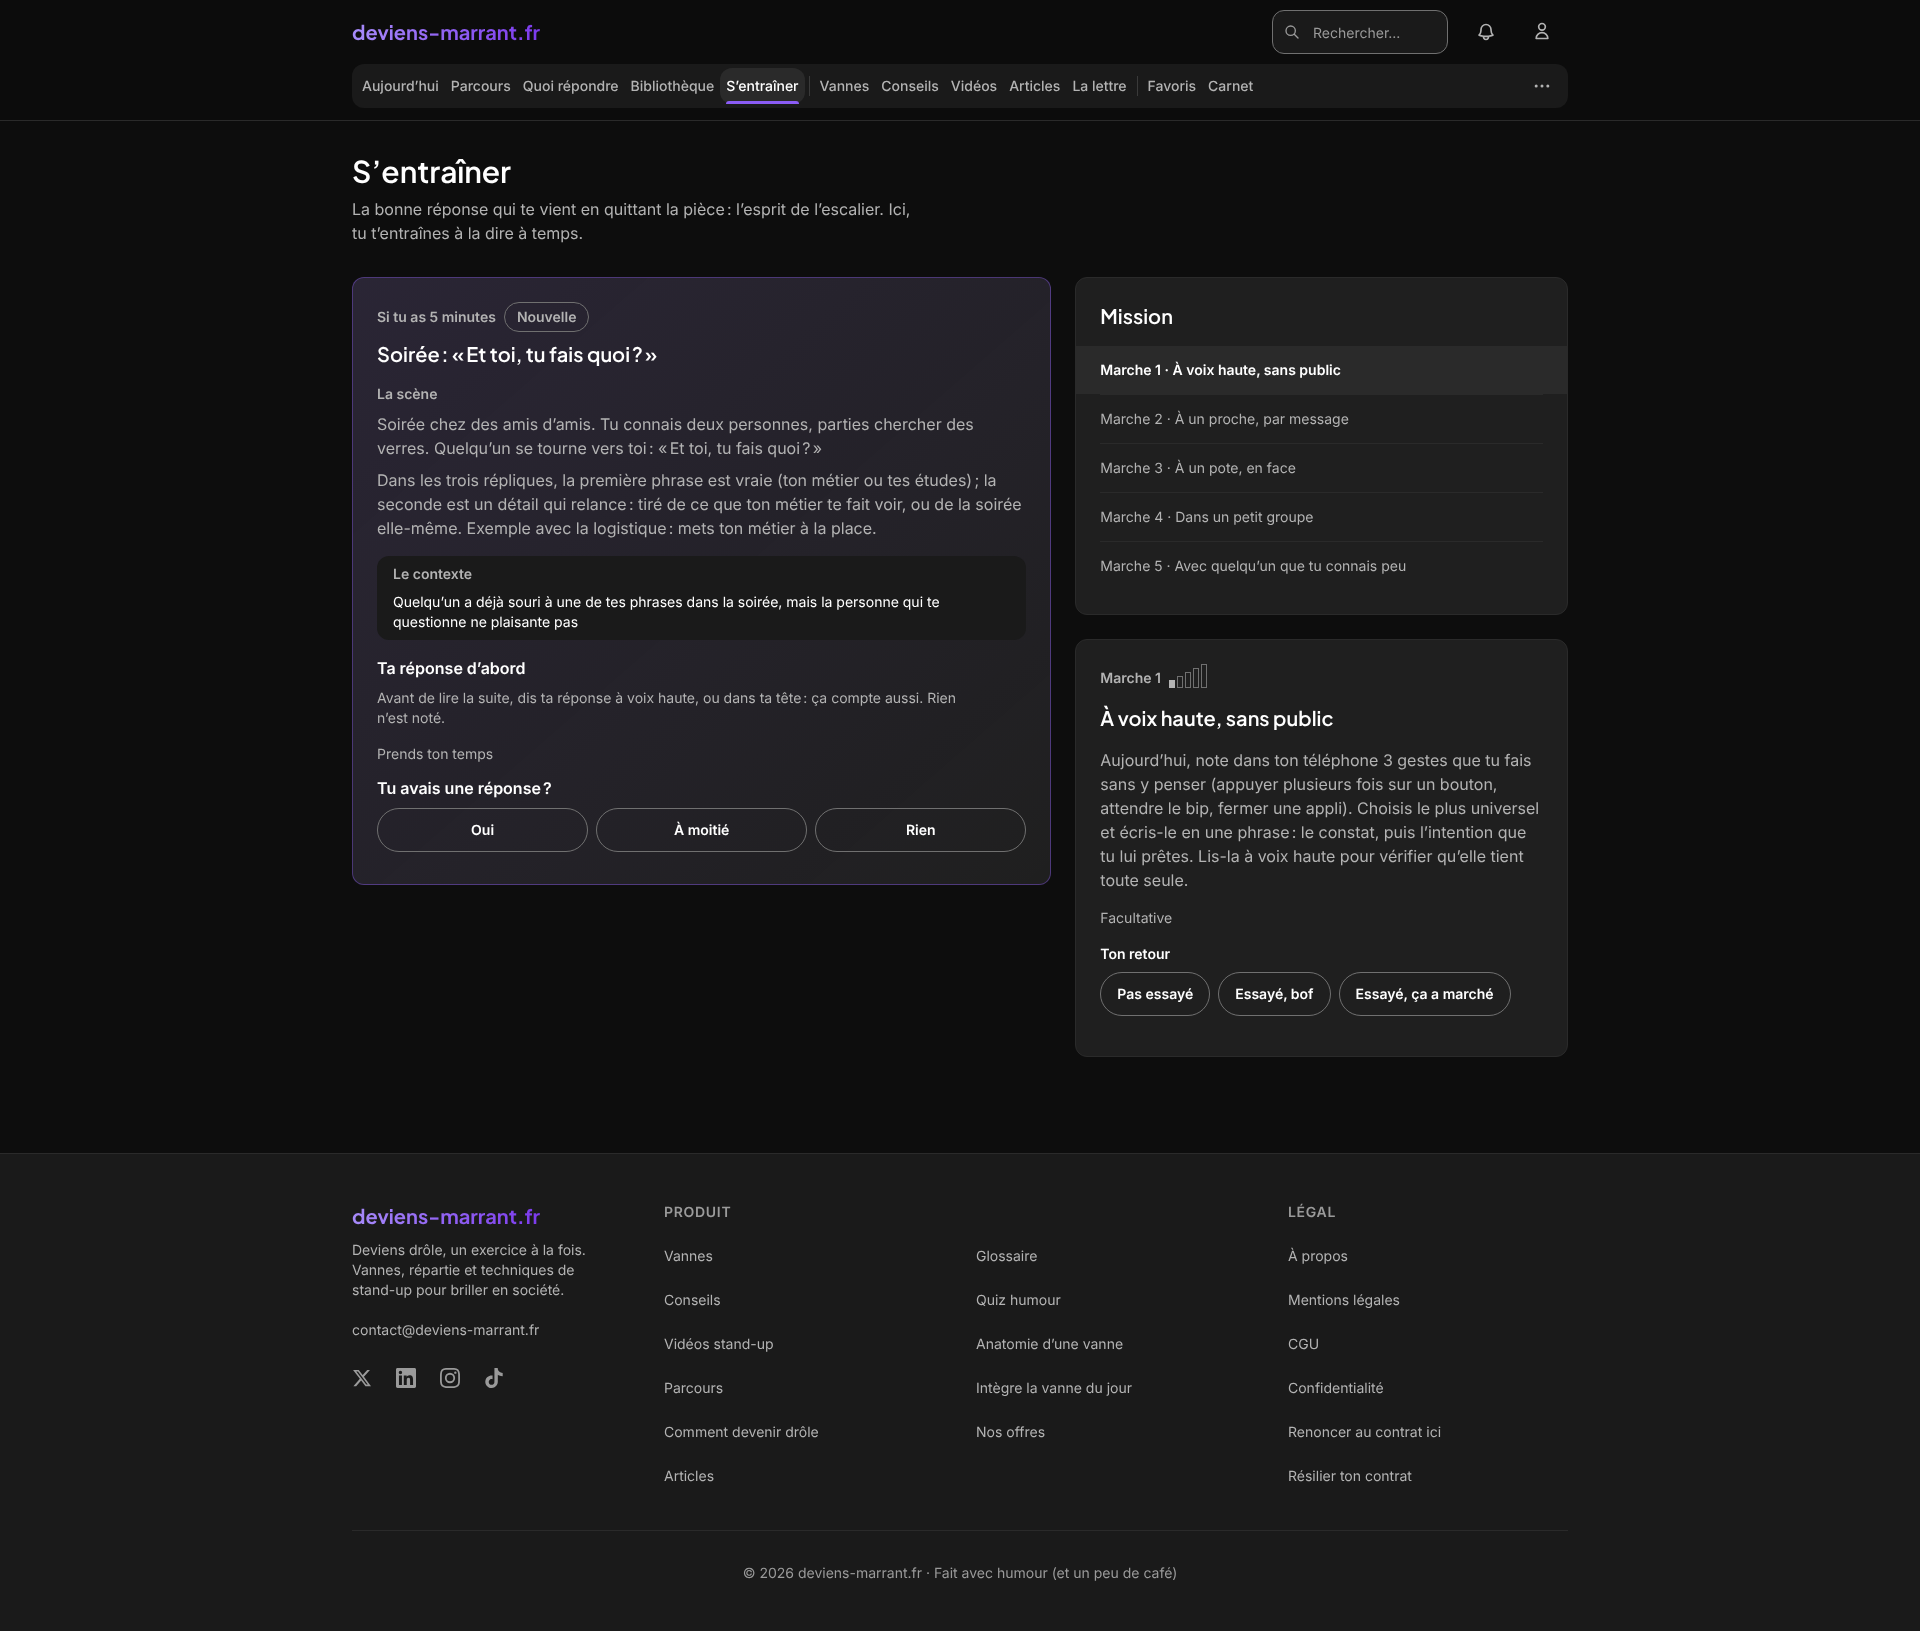 deviens-marrant.fr
Rechercher...
Aujourd’hui Parcours Quoi répondre Bibliothèque S’entraîner Vannes Conseils Vidéos Articles La lettre Favoris Carnet
S’entraîner
La bonne réponse qui te vient en quittant la pièce : l’esprit de l’escalier. Ici,
tu t’entraînes à la dire à temps.
Si tu as 5 minutes Nouvelle
Soirée : « Et toi, tu fais quoi ? »
La scène
Soirée chez des amis d’amis. Tu connais deux personnes, parties chercher des
verres. Quelqu’un se tourne vers toi : « Et toi, tu fais quoi ? »
Dans les trois répliques, la première phrase est vraie (ton métier ou tes études) ; la
seconde est un détail qui relance : tiré de ce que ton métier te fait voir, ou de la soirée
elle-même. Exemple avec la logistique : mets ton métier à la place.
Le contexte
Quelqu’un a déjà souri à une de tes phrases dans la soirée, mais la personne qui te
questionne ne plaisante pas
Ta réponse d’abord
Avant de lire la suite, dis ta réponse à voix haute, ou dans ta tête : ça compte aussi. Rien
n’est noté.
Prends ton temps
Tu avais une réponse ?
Oui À moitié Rien
Mission
Marche 1 · À voix haute, sans public
Marche 2 · À un proche, par message
Marche 3 · À un pote, en face
Marche 4 · Dans un petit groupe
Marche 5 · Avec quelqu’un que tu connais peu
Marche 1
À voix haute, sans public
Aujourd’hui, note dans ton téléphone 3 gestes que tu fais
sans y penser (appuyer plusieurs fois sur un bouton,
attendre le bip, fermer une appli). Choisis le plus universel
et écris-le en une phrase : le constat, puis l’intention que
tu lui prêtes. Lis-la à voix haute pour vérifier qu’elle tient
toute seule.
Facultative
Ton retour
Pas essayé Essayé, bof Essayé, ça a marché
deviens-marrant.fr
Deviens drôle, un exercice à la fois.
Vannes, répartie et techniques de
stand-up pour briller en société.
contact@deviens-marrant.fr
PRODUIT
Vannes
Conseils
Vidéos stand-up
Parcours
Comment devenir drôle
Articles
Glossaire
Quiz humour
Anatomie d’une vanne
Intègre la vanne du jour
Nos offres
LÉGAL
À propos
Mentions légales
CGU
Confidentialité
Renoncer au contrat ici
Résilier ton contrat
© 2026 deviens-marrant.fr · Fait avec humour (et un peu de café)